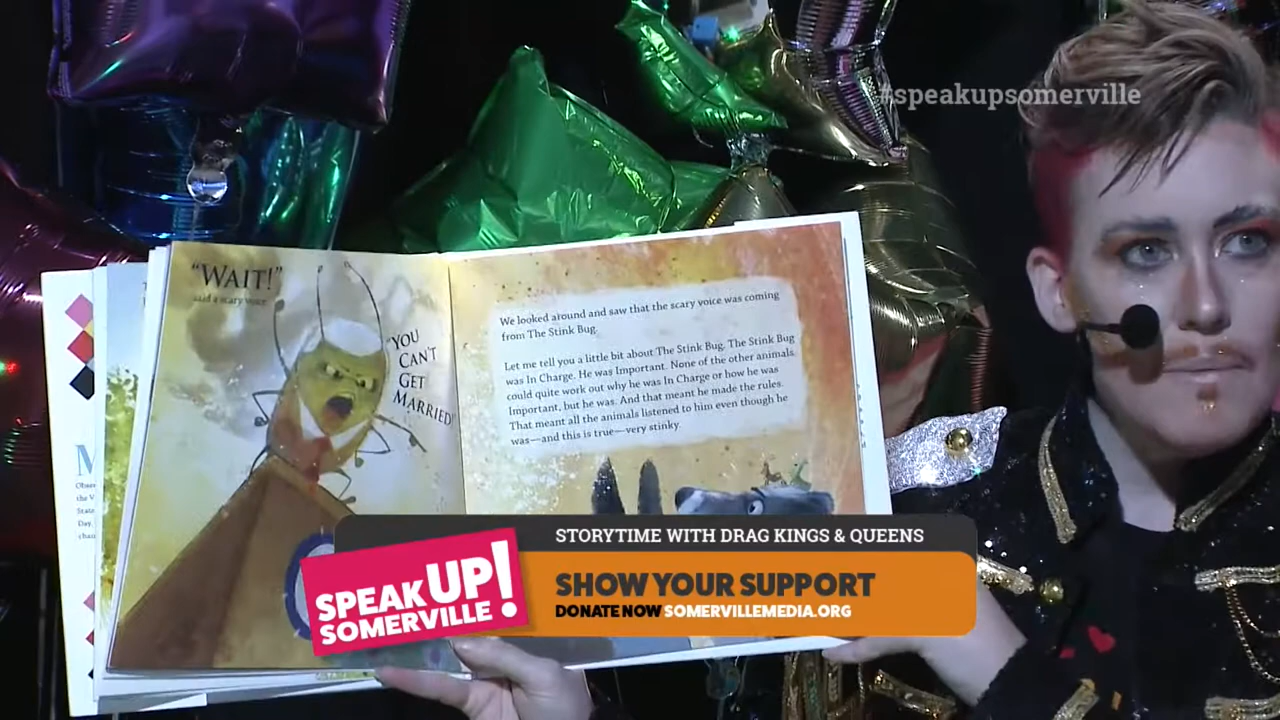 #speakupsomerville
"WAIT!"
said a scary voice.
"YOU
CAN'T
GET
MARRIED!"
We looked around and saw that the scary voice was coming
from The Stink Bug.
Let me tell you a little bit about The Stink Bug. The Stink Bug
was In Charge. He was Important. None of the other animals
could quite work out why he was In Charge or how he was
Important, but he was. And that meant he made the rules.
That meant all the animals listened to him even though he
was—and this is true—very stinky.
STORYTIME WITH DRAG KINGS & QUEENS
SPEAK UP!
SOMERVILLE
SHOW YOUR SUPPORT
DONATE NOW SOMERVILLEMEDIA.ORG